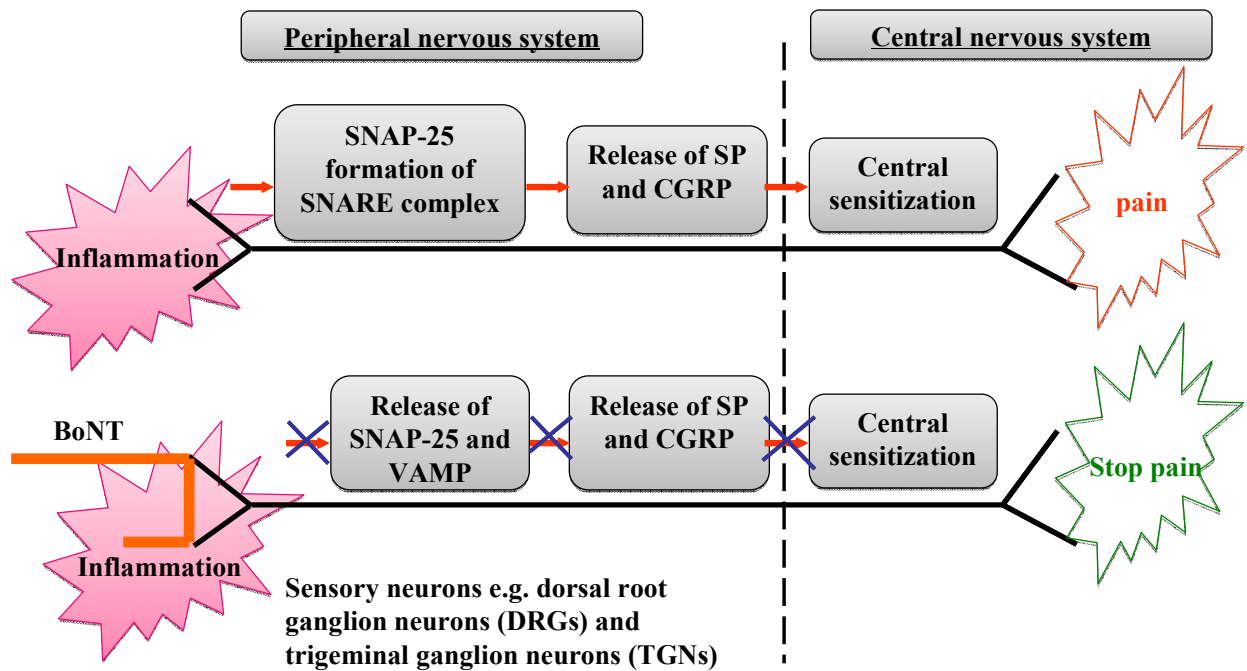 Peripheral nervous system
Central nervous system
SNAP-25
formation of
SNARE complex
Release of SP
and CGRP
Central
sensitization
pain
Inflammation
BoNT
Release of
SNAP-25 and
VAMP
Release of SP
and CGRP
Central
sensitization
Stop pain
Inflammation
Sensory neurons e.g. dorsal root
ganglion neurons (DRGs) and
trigeminal ganglion neurons (TGNs)